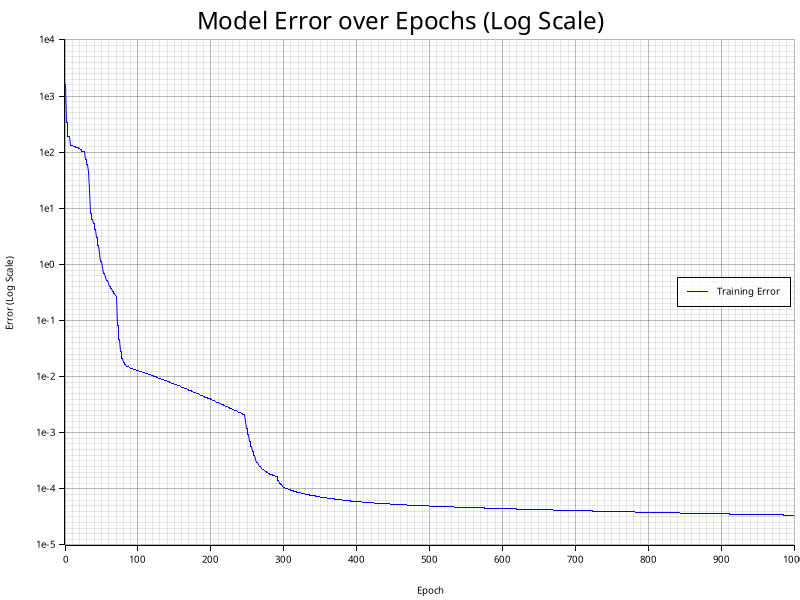 Model Error over Epochs (Log Scale)
1e4
1e3
1e2
1e1
1e0
1e-1
1e-2
1e-3
1e-4
1e-5
Error (Log Scale)
Training Error
0 100 200 300 400 500 600 700 800 900 100
Epoch